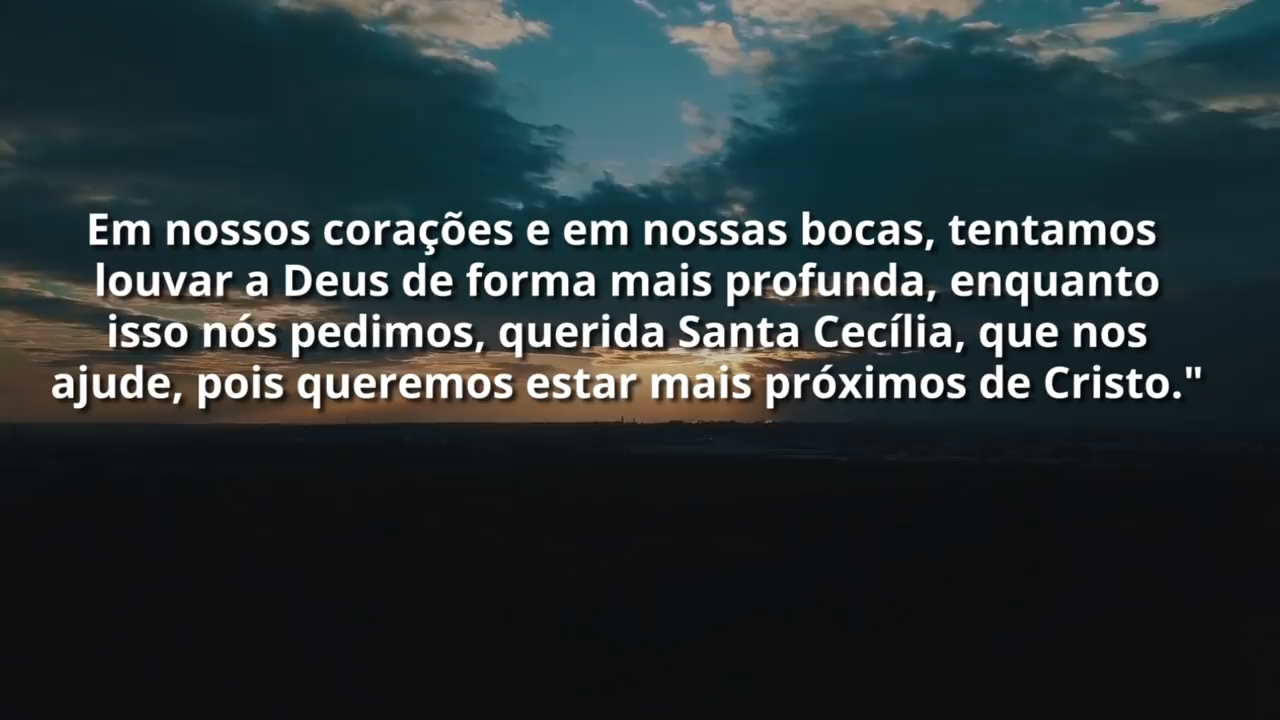 Em nossos corações e em nossas bocas, tentamos
louvar a Deus de forma mais profunda, enquanto
isso nós pedimos, querida Santa Cecília, que nos
ajude, pois queremos estar mais próximos de Cristo."